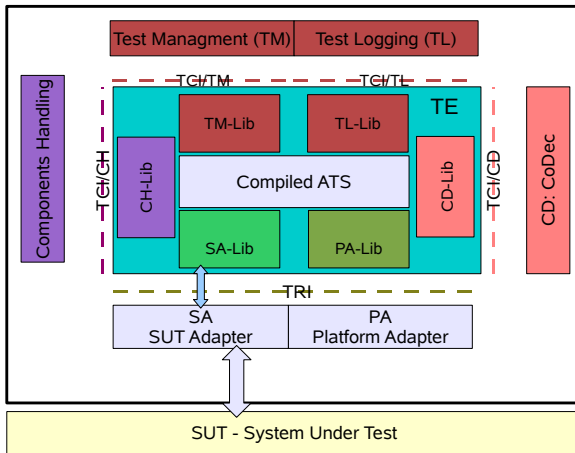 Test Managment (TM)
Test Logging (TL)
TCI/TM
TCI/TL
Components Handling
TCI/CH
TE
TM-Lib
TL-Lib
CH-Lib
Compiled ATS
CD-Lib
TCI/CD
CD: CoDec
SA-Lib
PA-Lib
TRI
SA
SUT Adapter
PA
Platform Adapter
SUT - System Under Test